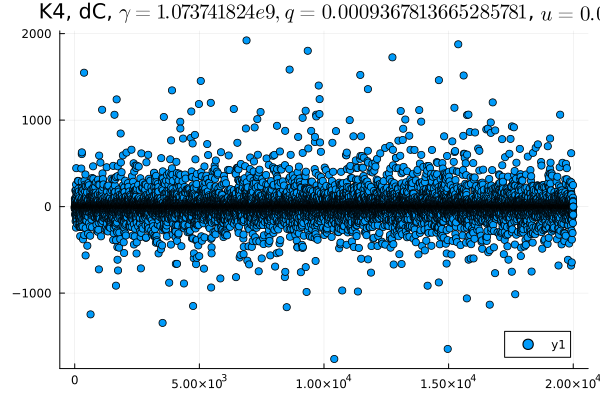 K4, dC, γ = 1.073741824e9, q = 0.0009367813665285781, u = 0.0
2000
1000
0
−1000
y1
0 5.00×10³ 1.00×10⁴ 1.50×10⁴ 2.00×10⁴